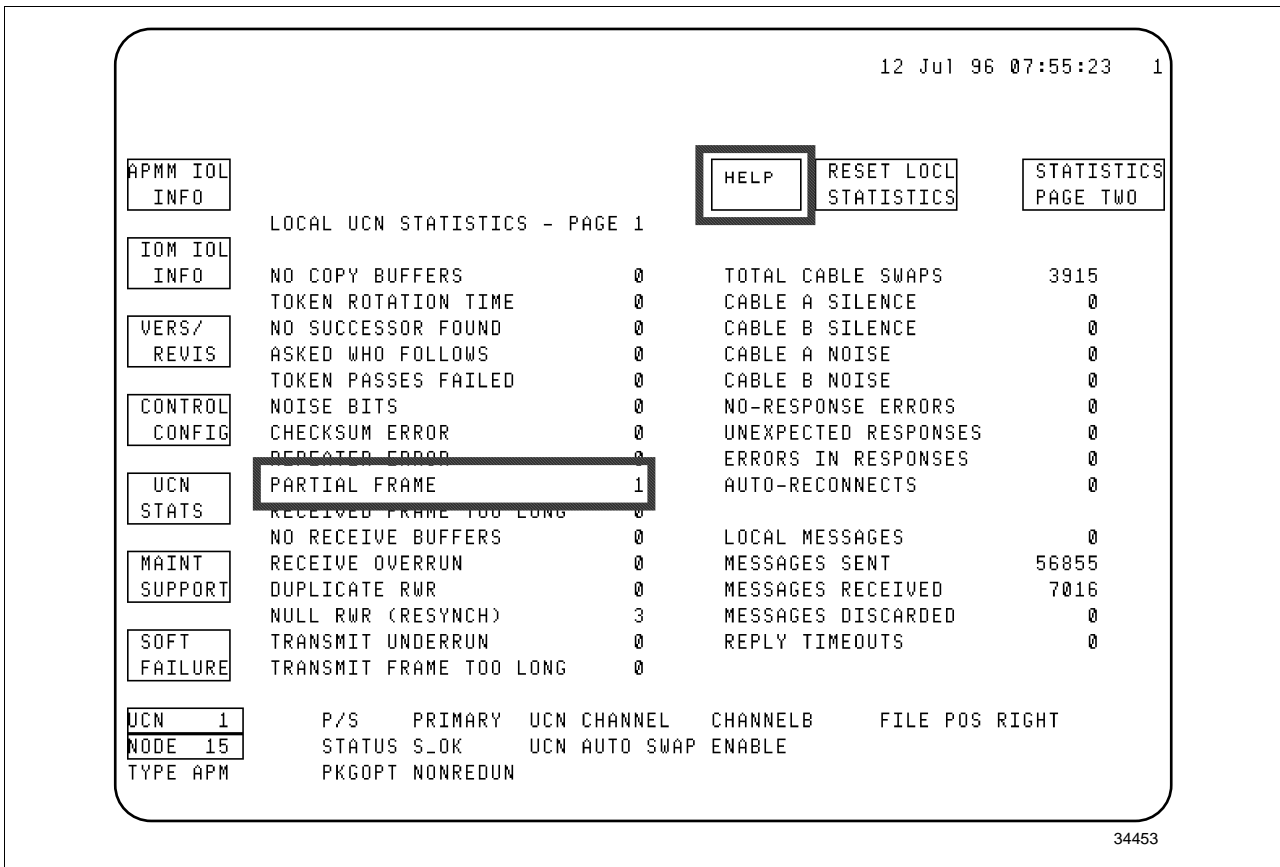 12 Jul 96 07:55:23 1
APMM IOL
INFO
HELP
RESET LOCL
STATISTICS
STATISTICS
PAGE TWO
LOCAL UCN STATISTICS - PAGE 1
IOM IOL
INFO
VERS/
REVIS
CONTROL
CONFIG
UCN
STATS
MAINT
SUPPORT
SOFT
FAILURE
NO COPY BUFFERS 0
TOKEN ROTATION TIME 0
NO SUCCESSOR FOUND 0
ASKED WHO FOLLOWS 0
TOKEN PASSES FAILED 0
NOISE BITS 0
CHECKSUM ERROR 0
REPEATER ERROR 0
PARTIAL FRAME 1
RECEIVED FRAME TOO LONG 0
NO RECEIVE BUFFERS 0
RECEIVE OVERRUN 0
DUPLICATE RWR 0
NULL RWR (RESYNCH) 3
TRANSMIT UNDERRUN 0
TRANSMIT FRAME TOO LONG 0
TOTAL CABLE SWAPS 3915
CABLE A SILENCE 0
CABLE B SILENCE 0
CABLE A NOISE 0
CABLE B NOISE 0
NO-RESPONSE ERRORS 0
UNEXPECTED RESPONSES 0
ERRORS IN RESPONSES 0
AUTO-RECONNECTS 0
LOCAL MESSAGES 0
MESSAGES SENT 56855
MESSAGES RECEIVED 7016
MESSAGES DISCARDED 0
REPLY TIMEOUTS 0
UCN 1 P/S PRIMARY UCN CHANNEL CHANNELB FILE POS RIGHT
NODE 15 STATUS S_OK UCN AUTO SWAP ENABLE
TYPE APM PKGOPT NONREDUN
34453